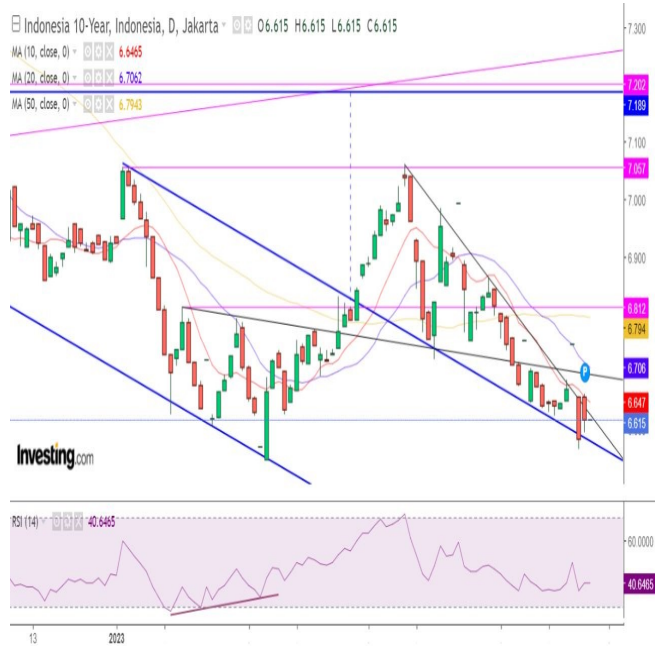 Indonesia 10-Year, Indonesia, D, Jakarta O6.615 H6.615 L6.615 C6.615
MA (10, close, 0) 6.6465
MA (20, close, 0) 6.7062
MA (50, close, 0) 6.7943
7.300
7.202
7.189
7.100
7.057
7.000
6.900
6.812
6.794
6.706
P
6.647
6.615
Investing.com
RSI (14) 40.6465
60.0000
40.6465
13
2023